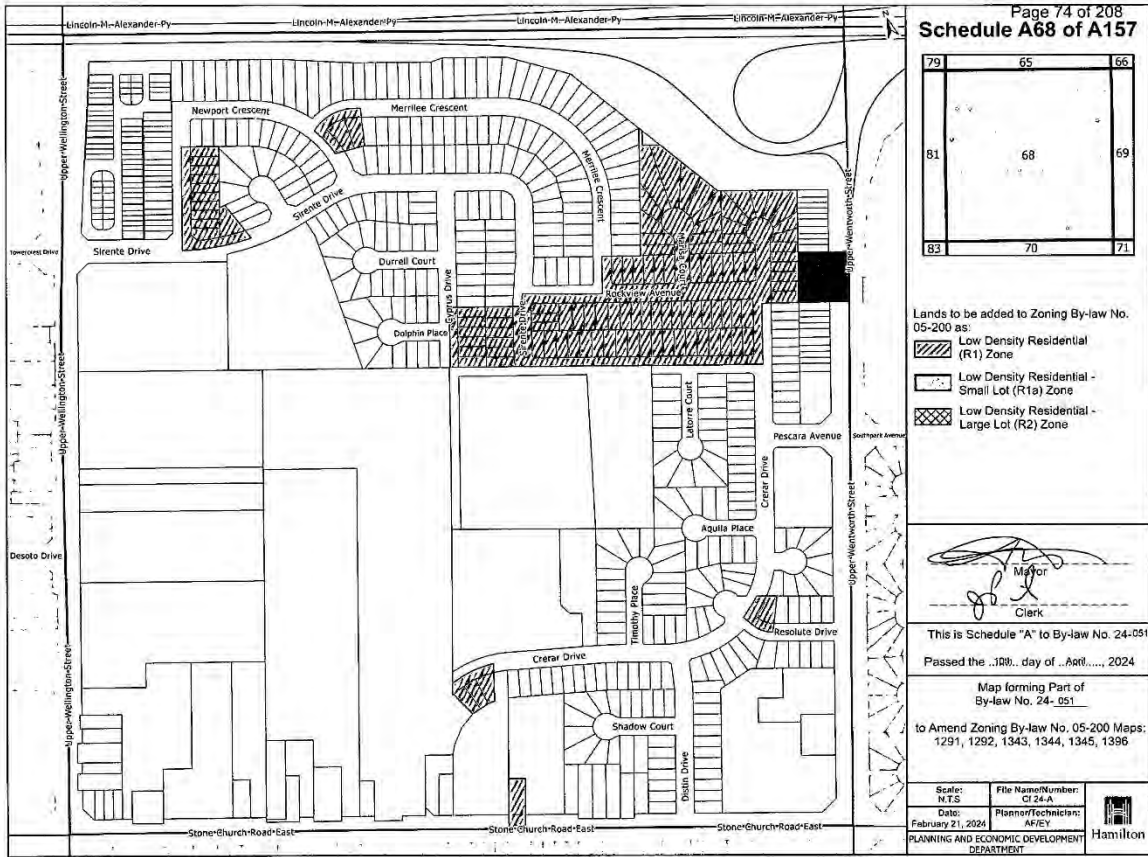 Page 74 of 208
Schedule A68 of A157
Lincoln-M.-Alexander-Py
Lincoln-M.-Alexander-Py
Lincoln-M.-Alexander-Py
Lincoln-M.-Alexander-Py
N
79 65 66
81 68 69
83 70 71
Upper-Wellington-Street
Newport Crescent
Merrilee Crescent
Merrilee Crescent
Sirente Drive
Sirente Drive
Towercrest Drive
Durrell Court
Cyprus Drive
Marisa Court
Rockview Avenue
Dolphin Place
Sirente Drive
Upper-Wentworth-Street
Lands to be added to Zoning By-law No.
05-200 as:
Low Density Residential
(R1) Zone
Low Density Residential -
Small Lot (R1a) Zone
Low Density Residential -
Large Lot (R2) Zone
Upper-Wellington-Street
Latorre Court
Pescara Avenue
Southpark Avenue
Crerar Drive
Aquila Place
Desoto Drive
Upper-Wentworth-Street
Timothy Place
Resolute Drive
Crerar Drive
Shadow Court
Distin Drive
Upper-Wellington-Street
Stone-Church-Road-East
Stone-Church-Road-East
Stone-Church-Road-East
Mayor
Clerk
This is Schedule "A" to By-law No. 24-051
Passed the ..10th.. day of ..April....., 2024
Map forming Part of
By-law No. 24- 051
to Amend Zoning By-law No. 05-200 Maps:
1291, 1292, 1343, 1344, 1345, 1396
Scale:
N.T.S
File Name/Number:
CI 24-A
Date:
February 21, 2024
Planner/Technician:
AF/EY
PLANNING AND ECONOMIC DEVELOPMENT
DEPARTMENT
Hamilton